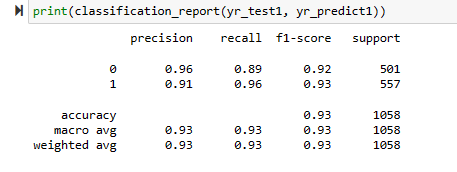 print(classification_report(yr_test1, yr_predict1))
precision recall f1-score support
0 0.96 0.89 0.92 501
1 0.91 0.96 0.93 557
accuracy 0.93 1058
macro avg 0.93 0.93 0.93 1058
weighted avg 0.93 0.93 0.93 1058